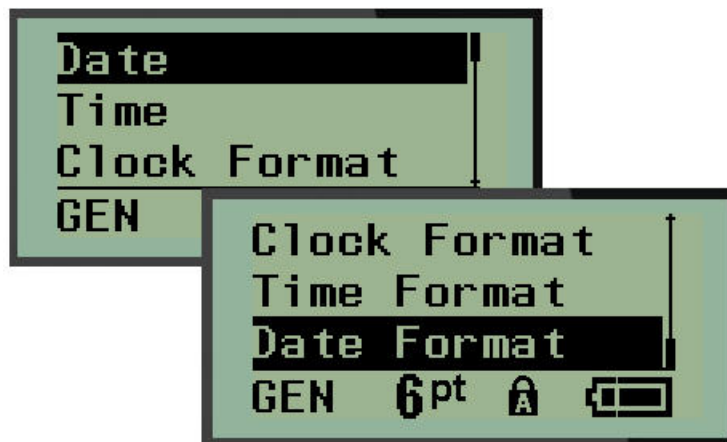 Date
Time
Clock Format
GEN
Clock Format
Time Format
Date Format
GEN 6pt A